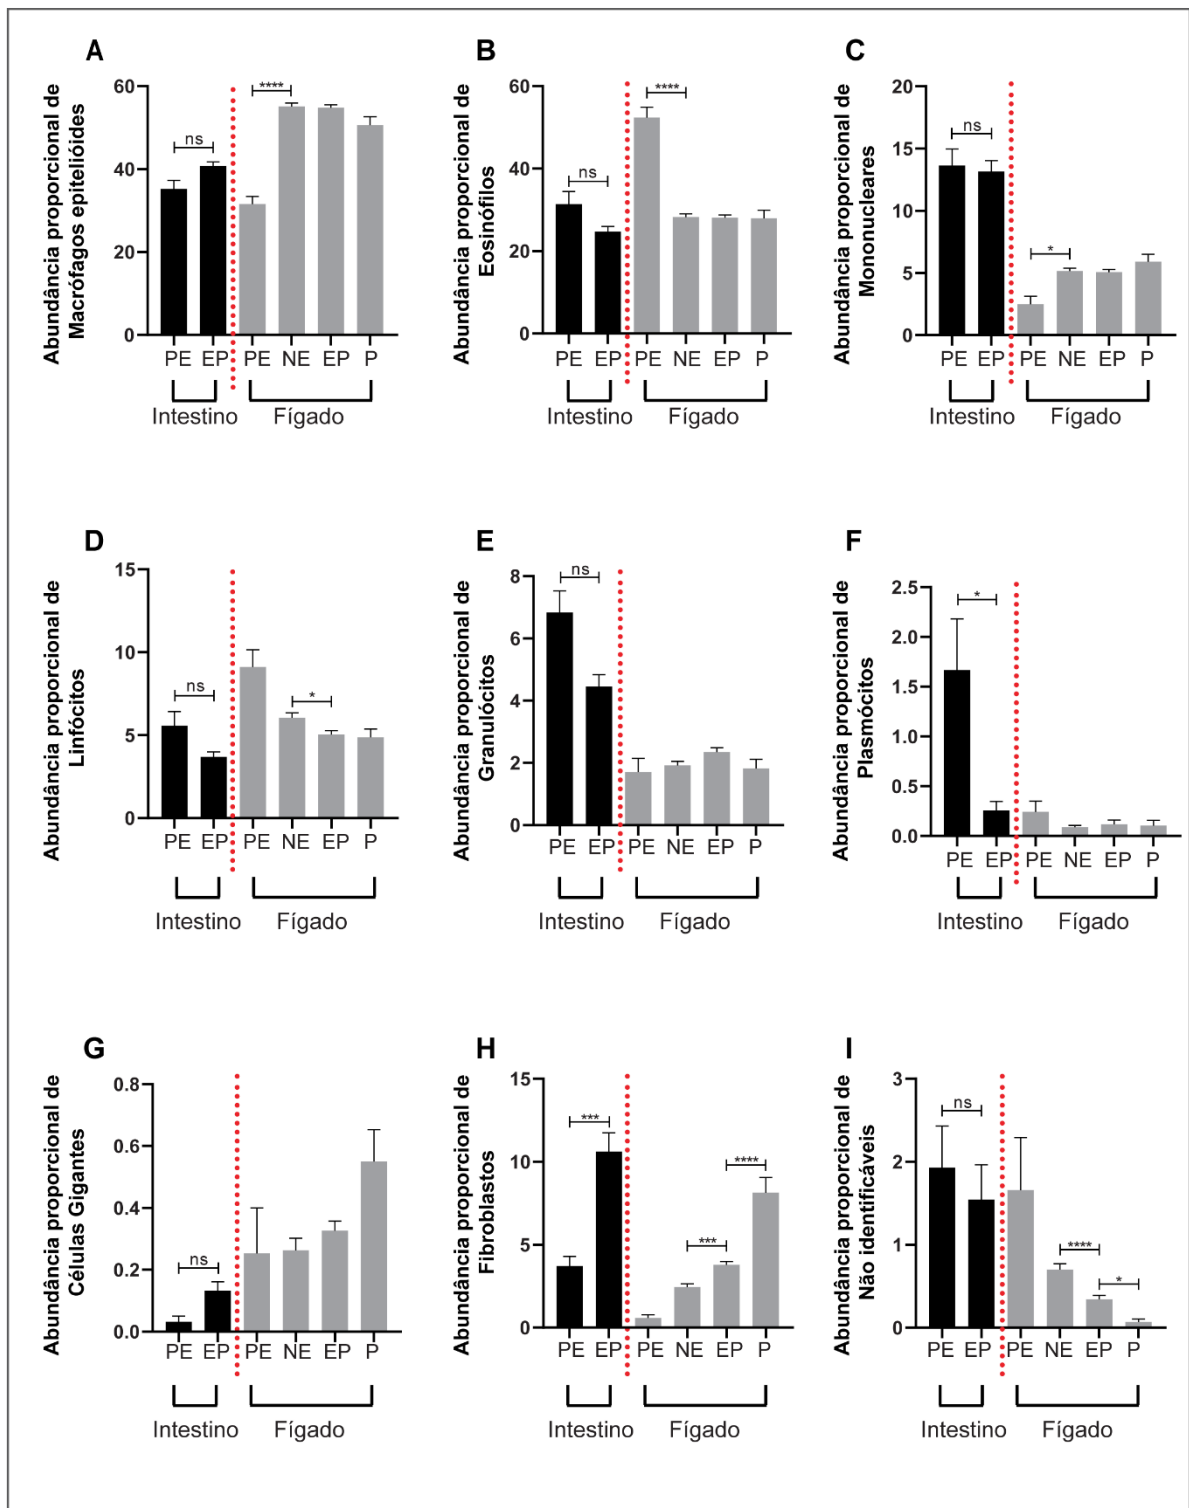 A
Abundância proporcional de
Macrófagos epitelióides
60
40
20
0
ns
****
PE EP PE NE EP P
Intestino Fígado
B
Abundância proporcional de
Eosinófilos
60
40
20
0
ns
****
PE EP PE NE EP P
Intestino Fígado
C
Abundância proporcional de
Mononucleares
20
15
10
5
0
ns
*
PE EP PE NE EP P
Intestino Fígado
D
Abundância proporcional de
Linfócitos
15
10
5
0
ns
*
PE EP PE NE EP P
Intestino Fígado
E
Abundância proporcional de
Granulócitos
8
6
4
2
0
ns
PE EP PE NE EP P
Intestino Fígado
F
Abundância proporcional de
Plasmócitos
2.5
2.0
1.5
1.0
0.5
0.0
*
PE EP PE NE EP P
Intestino Fígado
G
Abundância proporcional de
Células Gigantes
0.8
0.6
0.4
0.2
0.0
ns
PE EP PE NE EP P
Intestino Fígado
H
Abundância proporcional de
Fibroblastos
15
10
5
0
***
***
****
PE EP PE NE EP P
Intestino Fígado
I
Abundância proporcional de
Não identificáveis
3
2
1
0
ns
****
*
PE EP PE NE EP P
Intestino Fígado